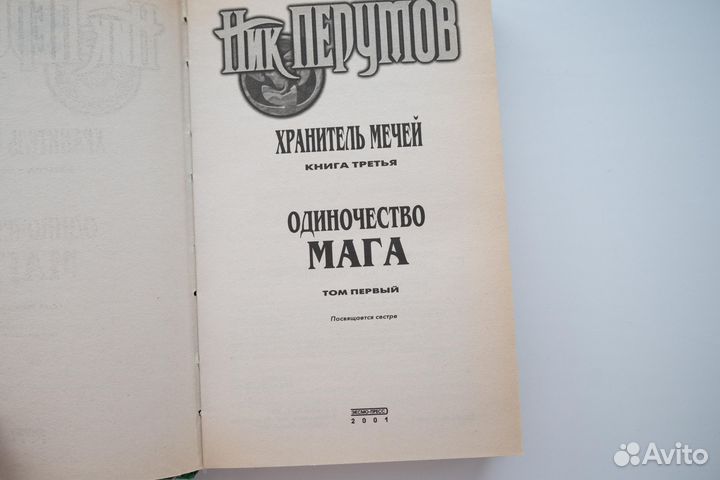 Ник Перумов
ХРАНИТЕЛЬ МЕЧЕЙ
КНИГА ТРЕТЬЯ
ОДИНОЧЕСТВО
МАГА
ТОМ ПЕРВЫЙ
Посвящается сестре
ЭКСМО-ПРЕСС
2001
Avito